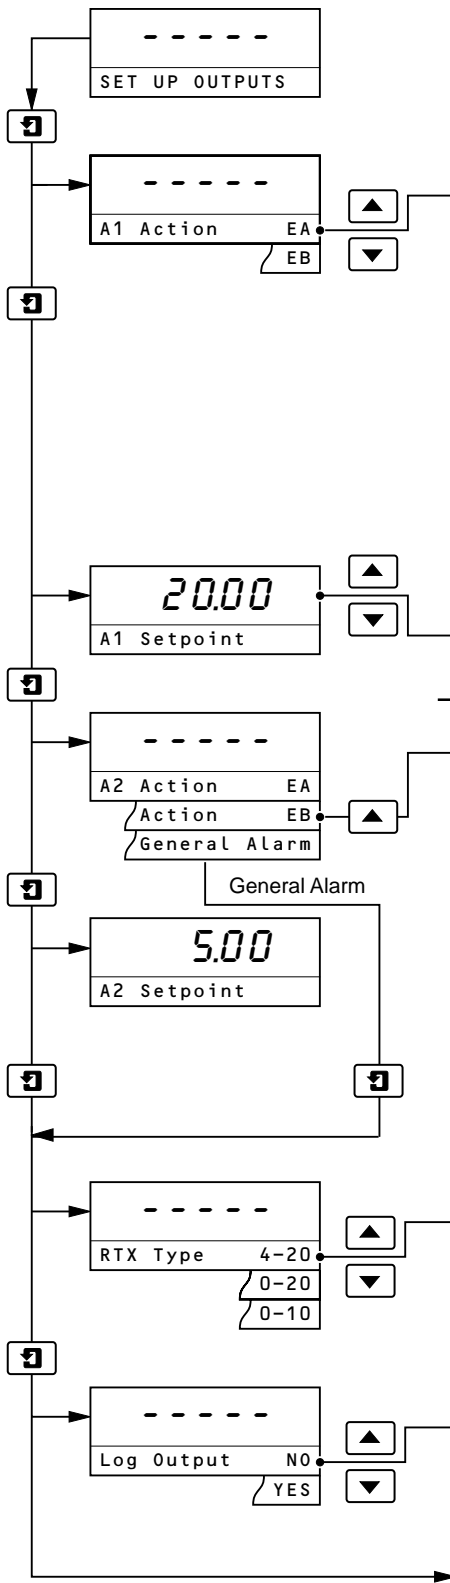 - - - - -
SET UP OUTPUTS
- - - - -
A1 Action EA
EB
20.00
A1 Setpoint
- - - - -
A2 Action EA
Action EB
General Alarm
General Alarm
5.00
A2 Setpoint
- - - - -
RTX Type 4-20
0-20
0-10
- - - - -
Log Output NO
YES